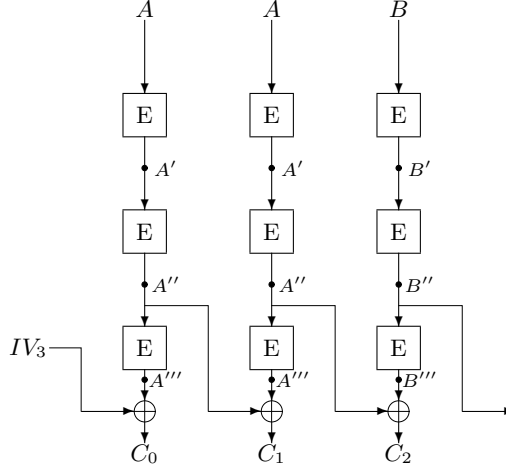 A A B
E E E
A′ A′ B′
E E E
A′′ A′′ B′′
IV₃ E E E
A′′′ A′′′ B′′′
C₀ C₁ C₂